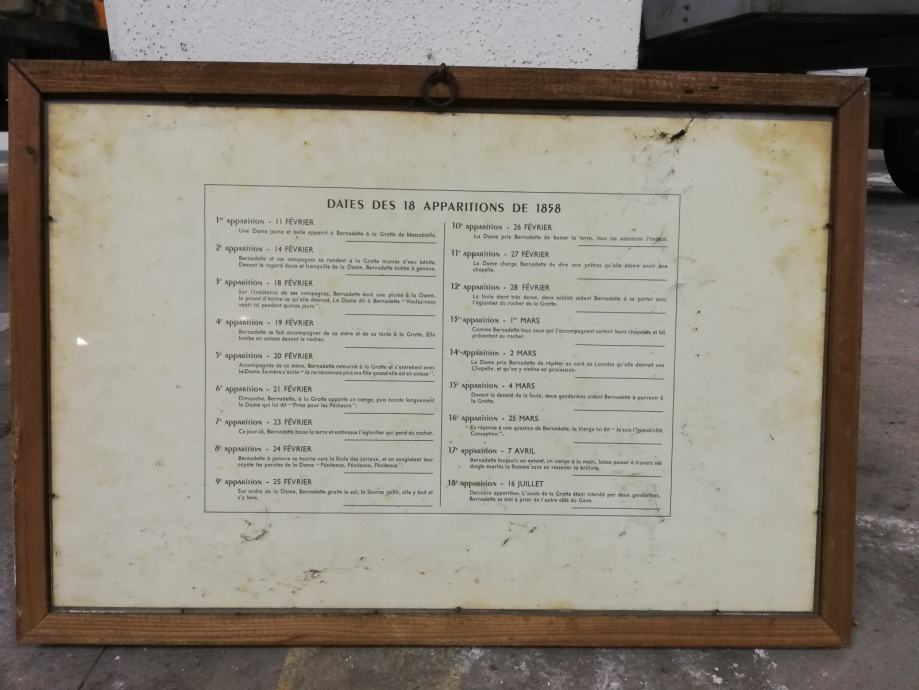 DATES DES 18 APPARITIONS DE 1858
1re APPARITION - 11 FÉVRIER
Une Dame jeune et belle apparut à Bernadette à la Grotte de Massabielle.
2e APPARITION - 14 FÉVRIER
Bernadette et ses compagnes se rendent à la Grotte munies d'eau bénite.
Devant le regard doux et tranquille de la Dame, Bernadette tombe à genoux.
3e APPARITION - 18 FÉVRIER
Sur l'insistance de ses compagnes, Bernadette tend une plume à la Dame,
la priant d'écrire ce qu'elle désirait. La Dame dit à Bernadette "Voulez-vous
venir ici pendant quinze jours".
4e APPARITION - 19 FÉVRIER
Bernadette se fait accompagner de sa mère et de sa tante à la Grotte. Elle
tombe en extase devant le rocher.
5e APPARITION - 20 FÉVRIER
Accompagnée de sa mère, Bernadette retourne à la Grotte et s'entretient avec
la Dame. Sa mère s'écrie "Je ne reconnais plus ma fille quand elle est en extase".
6e APPARITION - 21 FÉVRIER
Dimanche. Bernadette, à la Grotte apporte un cierge, puis écoute longuement
la Dame qui lui dit "Priez pour les Pécheurs".
7e APPARITION - 23 FÉVRIER
Ce jour-là, Bernadette baise la terre et embrasse l'églantier qui pend du rocher.
8e APPARITION - 24 FÉVRIER
Bernadette à genoux se tourne vers la foule des curieux, et en sanglotant leur
répète les paroles de la Dame "Pénitence, Pénitence, Pénitence".
9e APPARITION - 25 FÉVRIER
Sur ordre de la Dame, Bernadette gratte le sol, la Source jaillit, elle y boit et
s'y lave.
10e APPARITION - 26 FÉVRIER
La Dame prie Bernadette de baiser la terre, tous les assistants l'imitent.
11e APPARITION - 27 FÉVRIER
La Dame charge Bernadette de dire aux prêtres qu'elle désire avoir une
chapelle.
12e APPARITION - 28 FÉVRIER
La foule étant très dense, deux soldats aident Bernadette à se porter sous
l'églantier du rocher de la Grotte.
13e APPARITION - 1er MARS
Comme Bernadette tous ceux qui l'accompagnent sortent leurs chapelets et les
présentent au rocher.
14e APPARITION - 2 MARS
La Dame prie Bernadette de répéter au curé de Lourdes qu'elle désirait une
Chapelle, et qu'on y vienne en procession.
15e APPARITION - 4 MARS
Devant la densité de la foule, deux gendarmes aident Bernadette à parvenir à
la Grotte.
16e APPARITION - 25 MARS
En réponse à une question de Bernadette, la Vierge lui dit "Je suis l'Immaculée
Conception".
17e APPARITION - 7 AVRIL
Bernadette toujours en extase, un cierge à la main, laisse passer à travers ses
doigts écartés la flamme sans en ressentir la brûlure.
18e APPARITION - 16 JUILLET
Dernière apparition. L'accès de la Grotte étant interdit par deux gendarmes,
Bernadette se met à prier de l'autre côté du Gave.